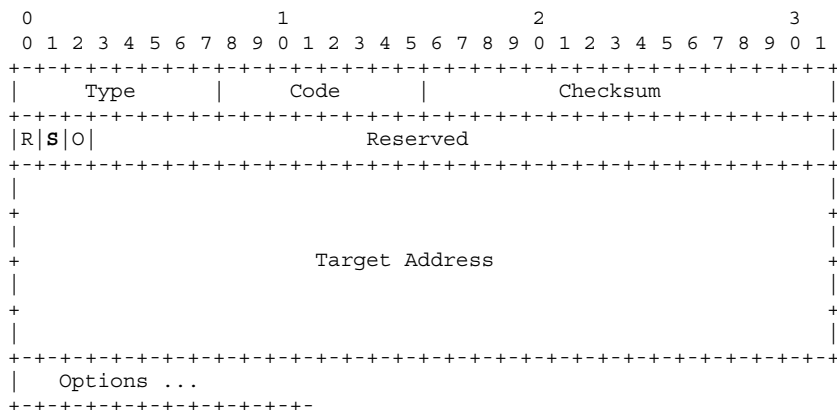 0                   1                   2                   3
 0 1 2 3 4 5 6 7 8 9 0 1 2 3 4 5 6 7 8 9 0 1 2 3 4 5 6 7 8 9 0 1
+-+-+-+-+-+-+-+-+-+-+-+-+-+-+-+-+-+-+-+-+-+-+-+-+-+-+-+-+-+-+-+-+
|     Type      |     Code      |          Checksum             |
+-+-+-+-+-+-+-+-+-+-+-+-+-+-+-+-+-+-+-+-+-+-+-+-+-+-+-+-+-+-+-+-+
|R|S|O|                     Reserved                            |
+-+-+-+-+-+-+-+-+-+-+-+-+-+-+-+-+-+-+-+-+-+-+-+-+-+-+-+-+-+-+-+-+
|                                                               |
+                                                               +
|                                                               |
+                       Target Address                          +
|                                                               |
+                                                               +
|                                                               |
+-+-+-+-+-+-+-+-+-+-+-+-+-+-+-+-+-+-+-+-+-+-+-+-+-+-+-+-+-+-+-+-+
|   Options ...
+-+-+-+-+-+-+-+-+-+-+-+-